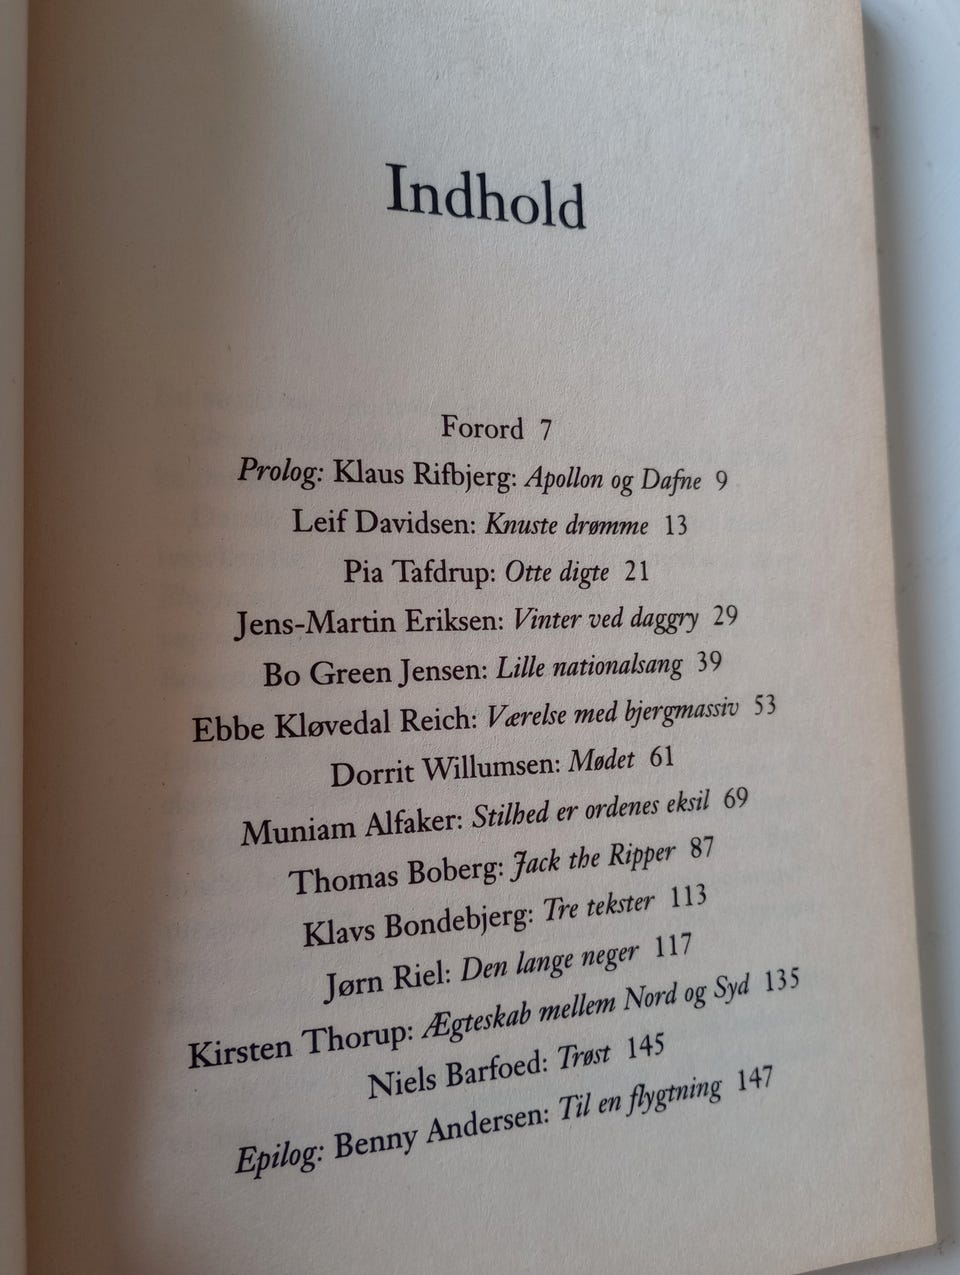 Indhold
Forord 7
Prolog: Klaus Rifbjerg: Apollon og Dafne 9
Leif Davidsen: Knuste drømme 13
Pia Tafdrup: Otte digte 21
Jens-Martin Eriksen: Vinter ved daggry 29
Bo Green Jensen: Lille nationalsang 39
Ebbe Kløvedal Reich: Værelse med bjergmassiv 53
Dorrit Willumsen: Mødet 61
Muniam Alfaker: Stilhed er ordenes eksil 69
Thomas Boberg: Jack the Ripper 87
Klavs Bondebjerg: Tre tekster 113
Jørn Riel: Den lange neger 117
Kirsten Thorup: Ægteskab mellem Nord og Syd 135
Niels Barfoed: Trøst 145
Epilog: Benny Andersen: Til en flygtning 147